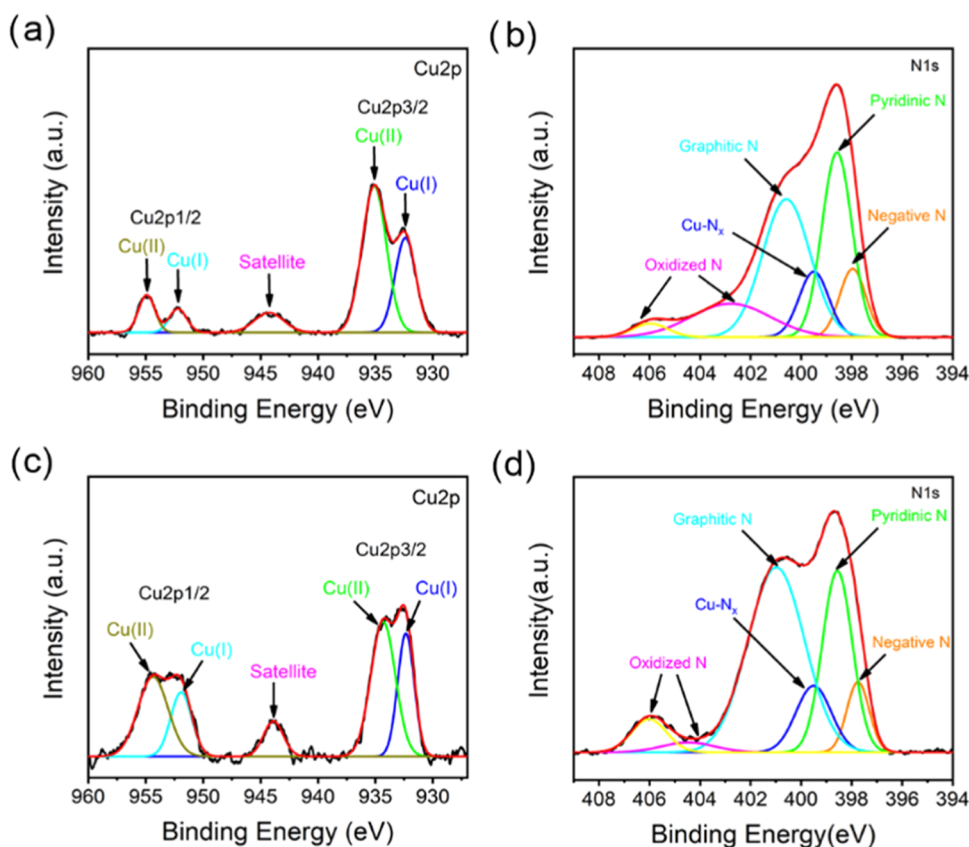 (a)
Cu2p
Cu2p3/2
Cu(II)
Cu(I)
Cu2p1/2
Cu(II)
Cu(I)
Satellite
Intensity (a.u.)
960 955 950 945 940 935 930
Binding Energy (eV)
(b)
N1s
Pyridinic N
Graphitic N
Negative N
Cu-Nx
Oxidized N
Intensity (a.u.)
408 406 404 402 400 398 396 394
Binding Energy (eV)
(c)
Cu2p
Cu2p3/2
Cu(II)
Cu(I)
Cu2p1/2
Cu(II)
Cu(I)
Satellite
Intensity (a.u.)
960 955 950 945 940 935 930
Binding Energy (eV)
(d)
N1s
Graphitic N
Pyridinic N
Cu-Nx
Negative N
Oxidized N
Intensity(a.u.)
408 406 404 402 400 398 396 394
Binding Energy(eV)